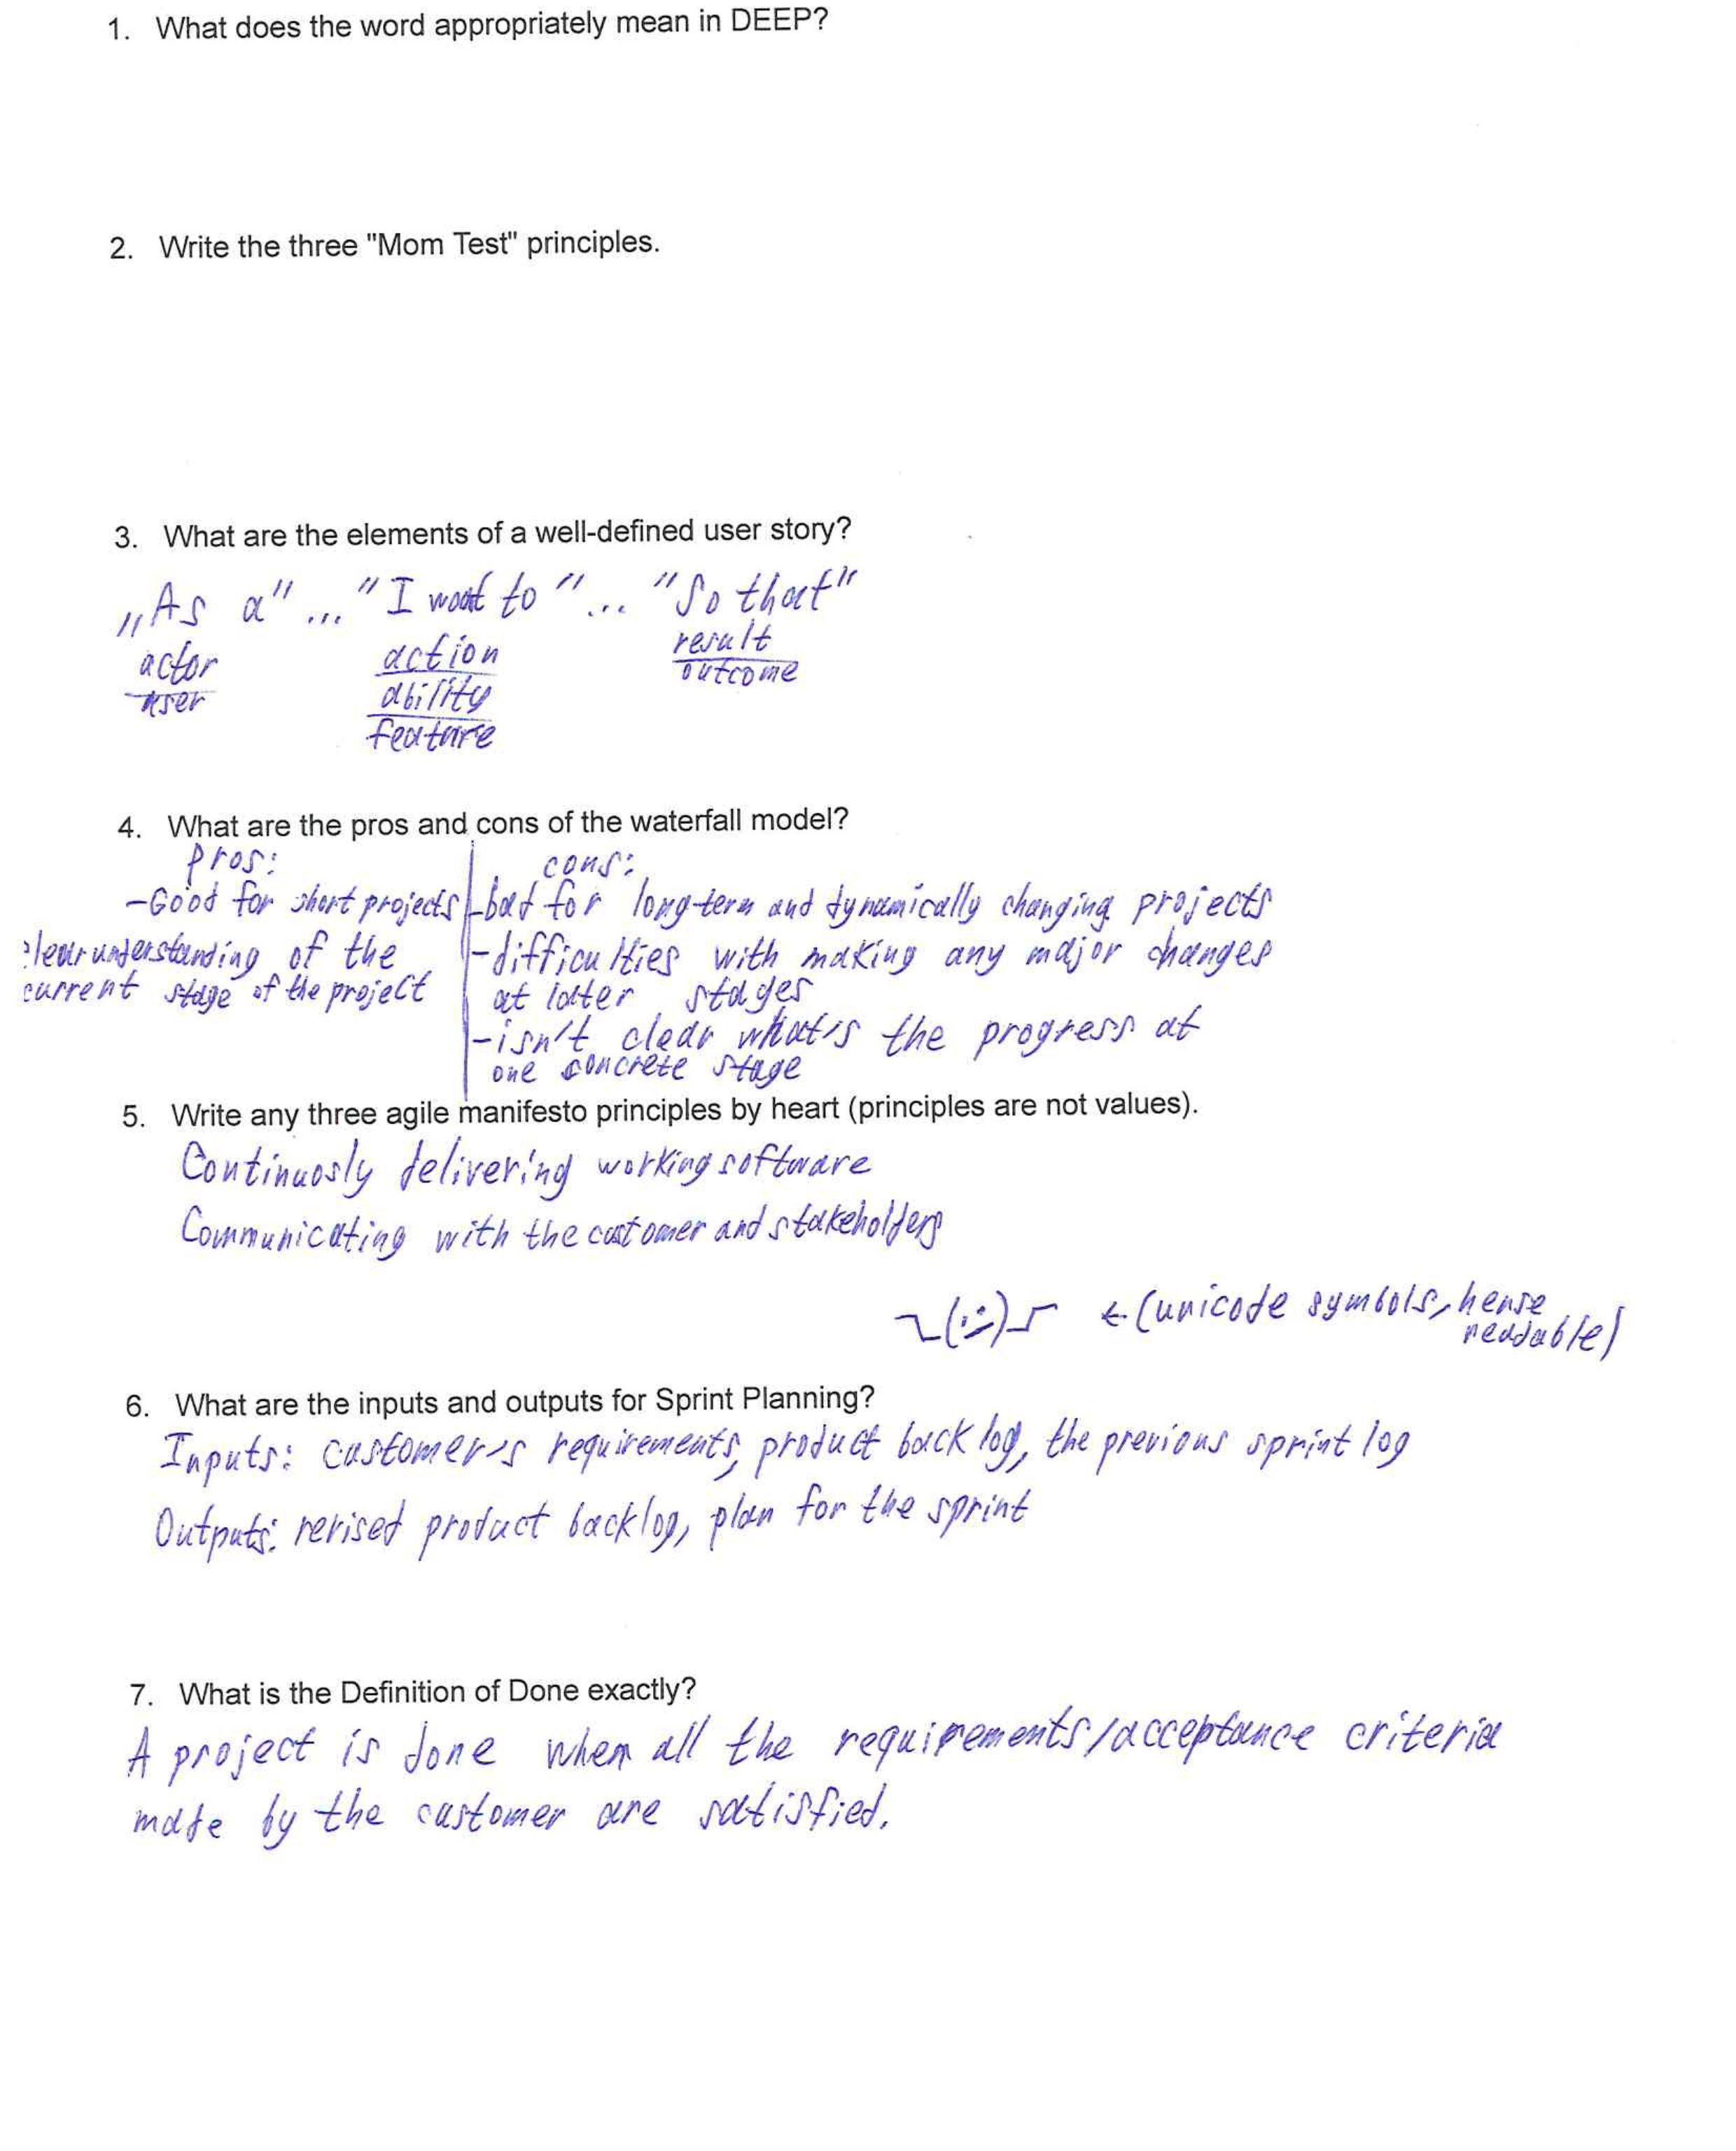 1. What does the word appropriately mean in DEEP?
2. Write the three "Mom Test" principles.
3. What are the elements of a well-defined user story?
„As a" ... "I want to" ... "So that"
actor action result
user ability outcome
feature
4. What are the pros and cons of the waterfall model?
pros: cons:
-Good for short projects -bad for long-term and dynamically changing projects
clear understanding of the -difficulties with making any major changes
current stage of the project at later stages
-isn't clear what's the progress at
one concrete stage
5. Write any three agile manifesto principles by heart (principles are not values).
Continuosly delivering working software
Communicating with the customer and stakeholders
← (unicode symbols, hense
readable)
6. What are the inputs and outputs for Sprint Planning?
Inputs: customer's requirements, product backlog, the previous sprint log
Outputs: revised product backlog, plan for the sprint
7. What is the Definition of Done exactly?
A project is done when all the requirements/acceptance criteria
made by the customer are satisfied.